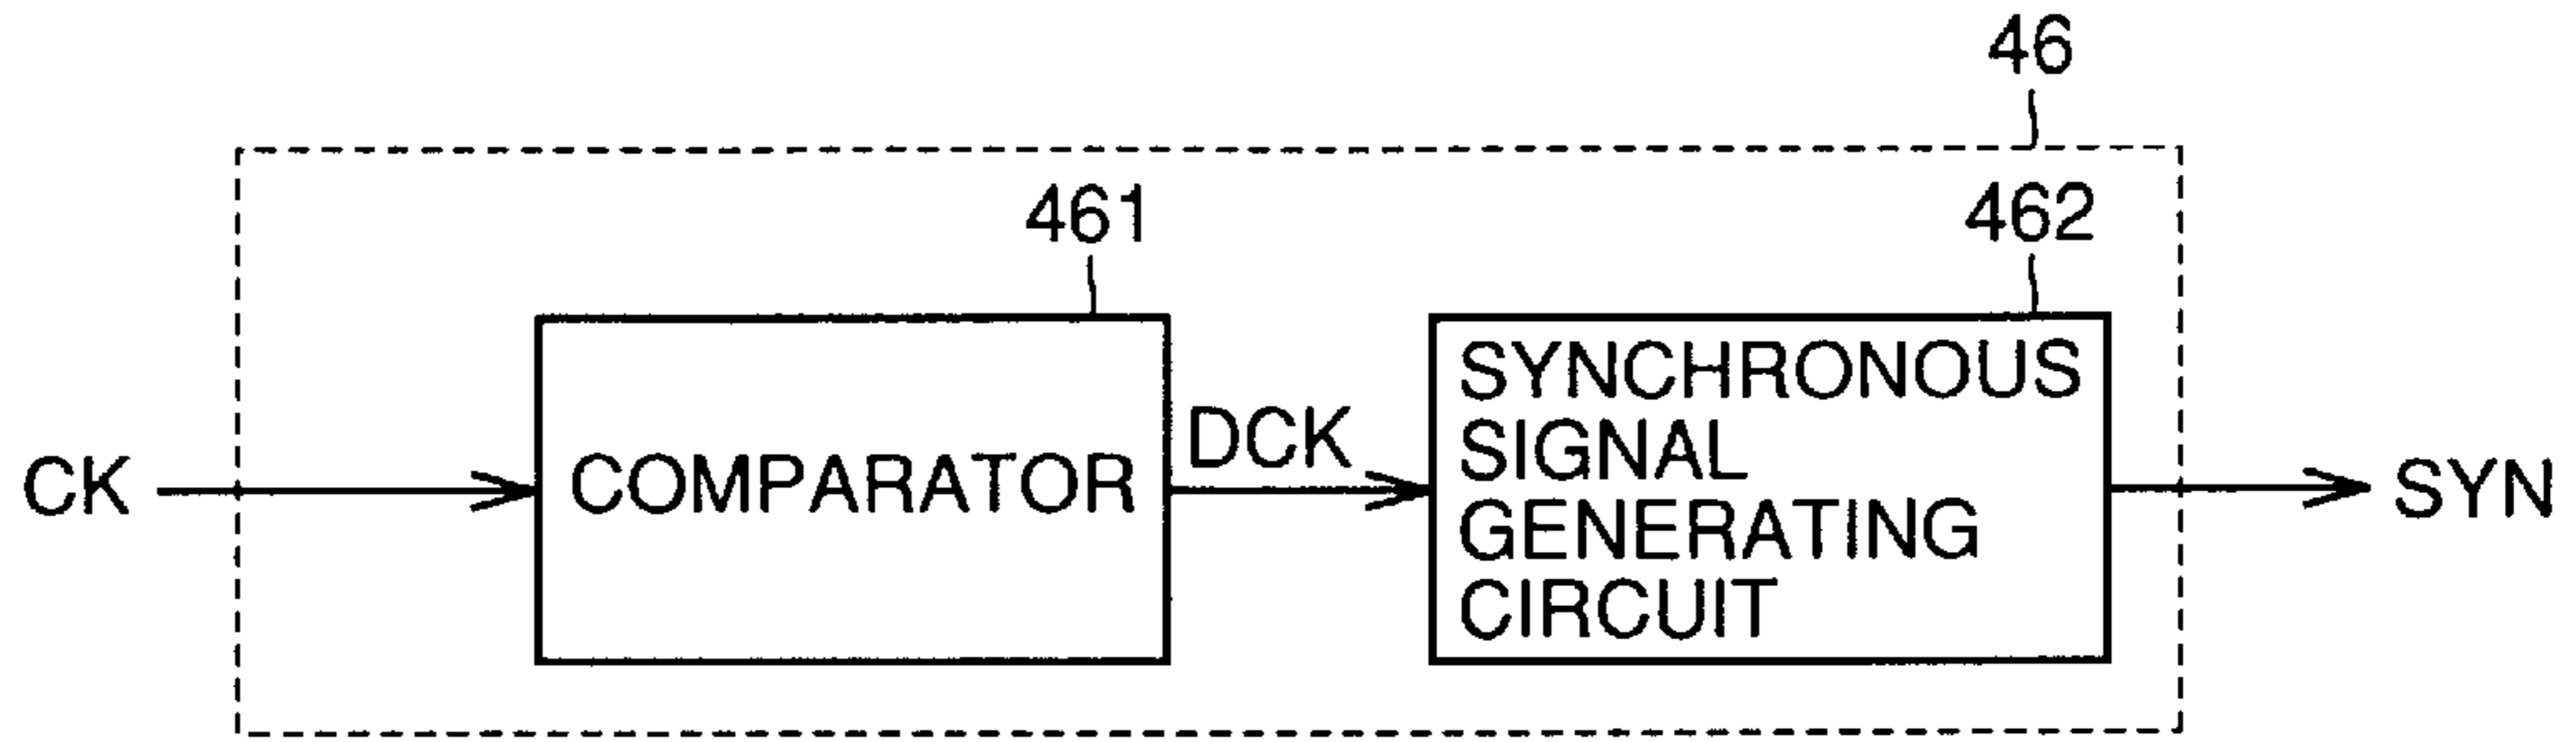 46
461
462
CK
COMPARATOR
DCK
SYNCHRONOUS
SIGNAL
GENERATING
CIRCUIT
SYN